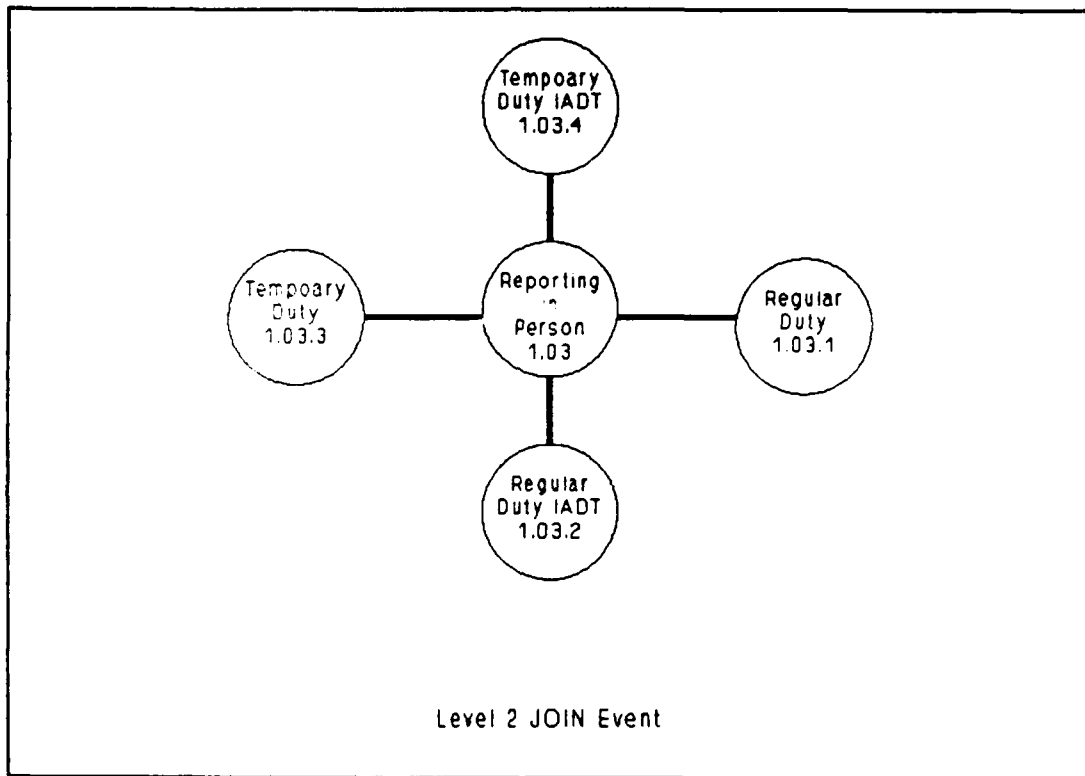 Tempoary
Duty IADT
1.03.4
Tempoary
Duty
1.03.3
Reporting
in
Person
1.03
Regular
Duty
1.03.1
Regular
Duty IADT
1.03.2
Level 2 JOIN Event